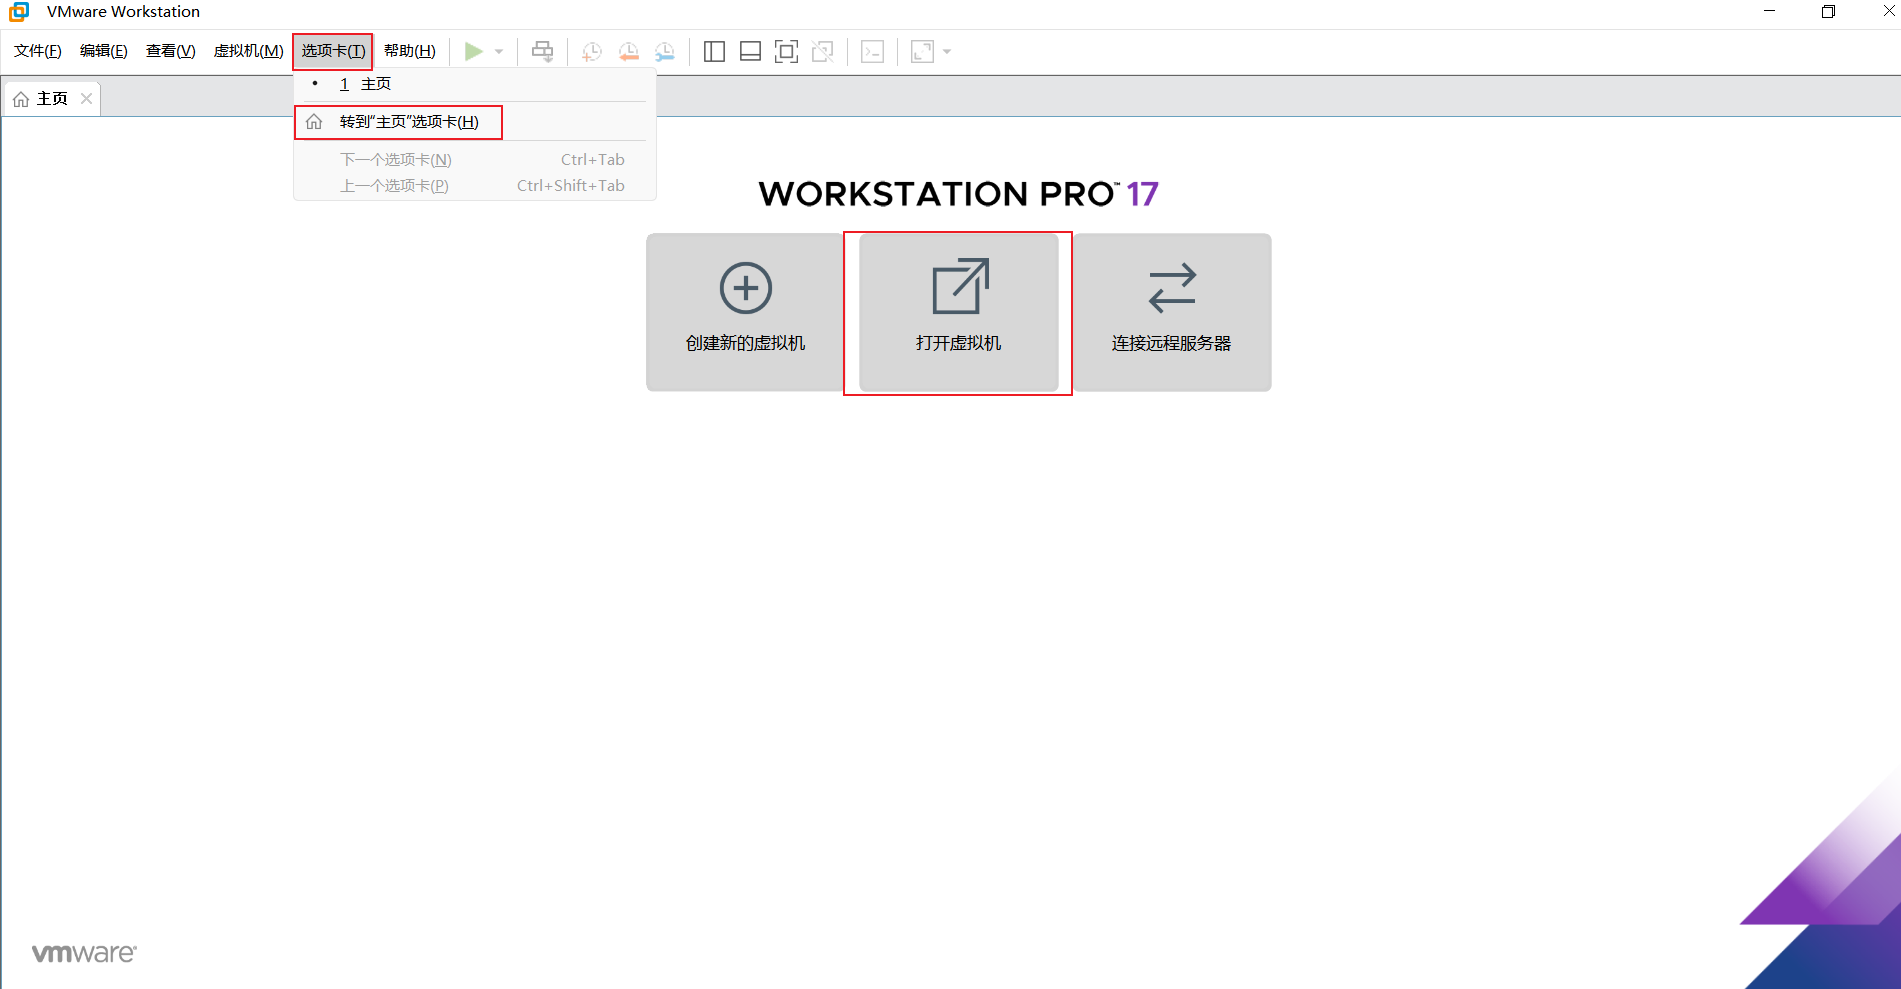 VMware Workstation
文件(F) 编辑(E) 查看(V) 虚拟机(M) 选项卡(T) 帮助(H)
• 1 主页
主页
转到“主页”选项卡(H)
下一个选项卡(N) Ctrl+Tab
上一个选项卡(P) Ctrl+Shift+Tab
WORKSTATION PRO™ 17
创建新的虚拟机 打开虚拟机 连接远程服务器
vmware®